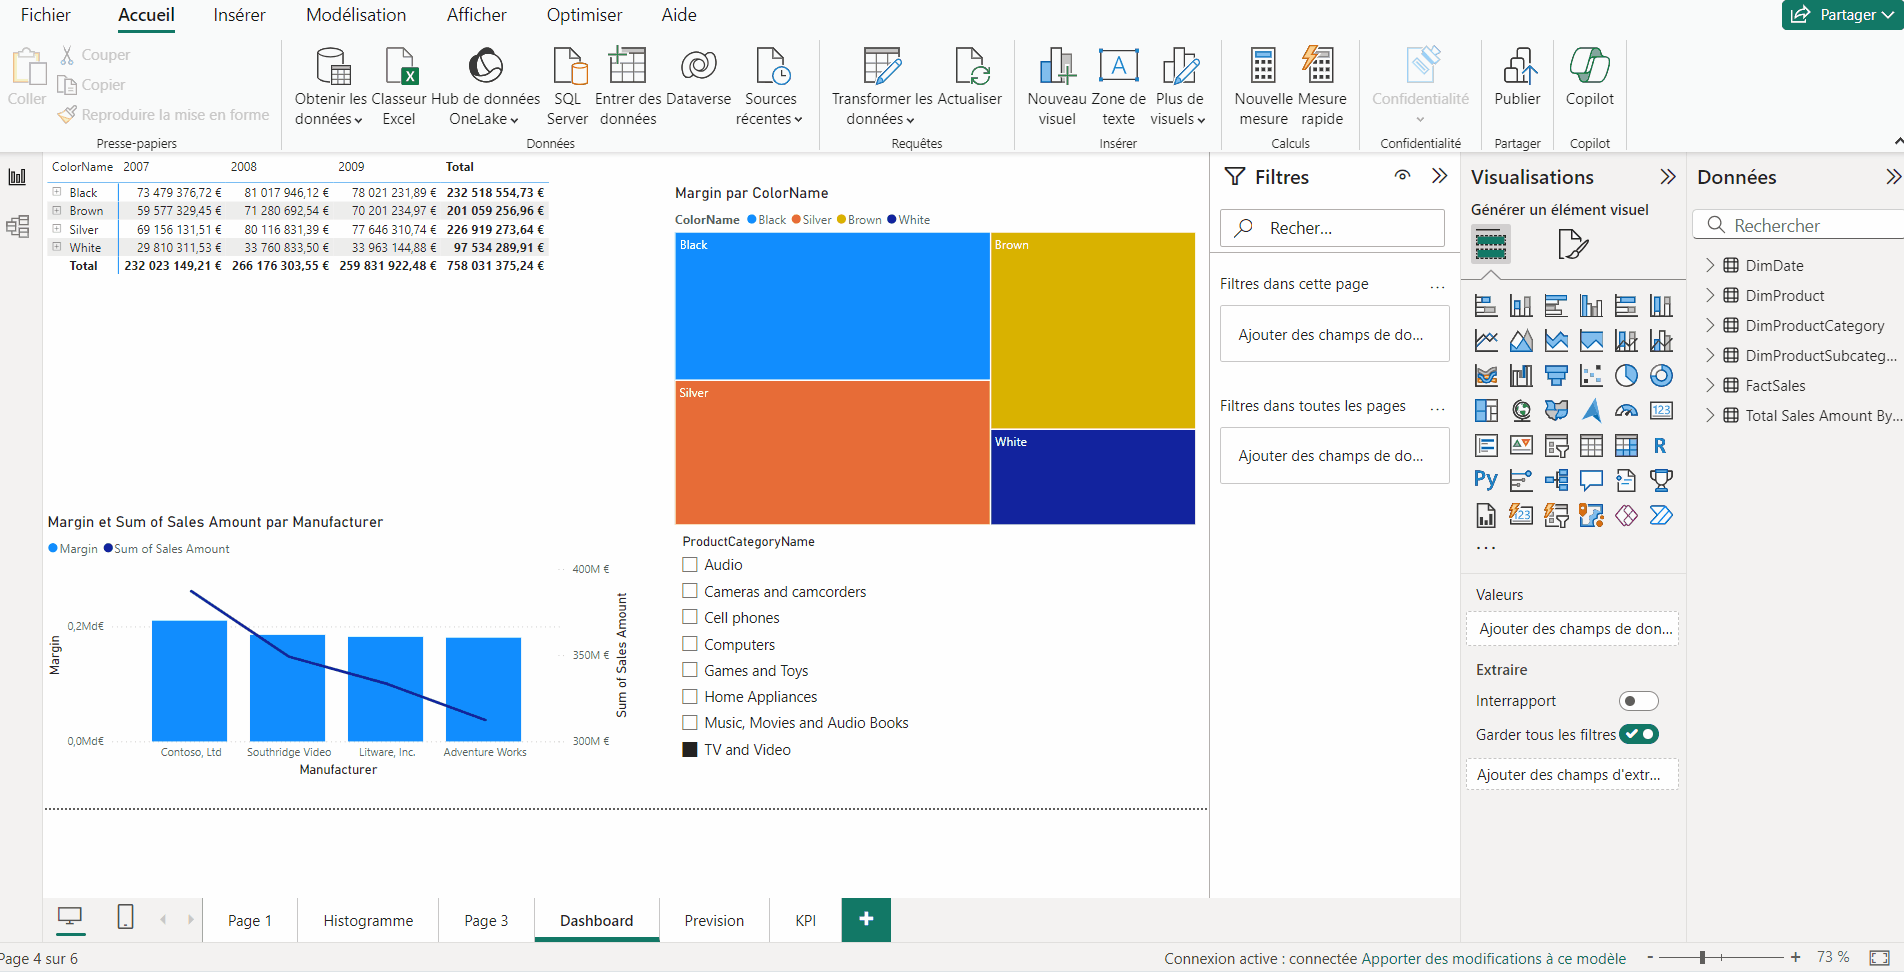 Fichier Accueil Insérer Modélisation Afficher Optimiser Aide Partager
Coller
Couper
Copier
Reproduire la mise en forme
Presse-papiers
Obtenir les données
Classeur Excel
Hub de données OneLake
SQL Server
Entrer des données
Dataverse
Sources récentes
Données
Transformer les données
Actualiser
Requêtes
Nouveau visuel
Zone de texte
Plus de visuels
Insérer
Nouvelle mesure
Mesure rapide
Calculs
Confidentialité
Confidentialité
Publier
Partager
Copilot
Copilot
ColorName 2007 2008 2009 Total
Black 73 479 376,72 € 81 017 946,12 € 78 021 231,89 € 232 518 554,73 €
Brown 59 577 329,45 € 71 280 692,54 € 70 201 234,97 € 201 059 256,96 €
Silver 69 156 131,51 € 80 116 831,39 € 77 646 310,74 € 226 919 273,64 €
White 29 810 311,53 € 33 760 833,50 € 33 963 144,88 € 97 534 289,91 €
Total 232 023 149,21 € 266 176 303,55 € 259 831 922,48 € 758 031 375,24 €
Margin par ColorName
ColorName Black Silver Brown White
Black
Brown
Silver
White
Margin et Sum of Sales Amount par Manufacturer
Margin Sum of Sales Amount
400M €
0,2Md€
350M €
0,0Md€
300M €
Margin
Sum of Sales Amount
Contoso, Ltd Southridge Video Litware, Inc. Adventure Works
Manufacturer
ProductCategoryName
Audio
Cameras and camcorders
Cell phones
Computers
Games and Toys
Home Appliances
Music, Movies and Audio Books
TV and Video
Filtres
Recher...
Filtres dans cette page ...
Ajouter des champs de do...
Filtres dans toutes les pages ...
Ajouter des champs de do...
Visualisations
Générer un élément visuel
123
R
Py
123
...
Valeurs
Ajouter des champs de don...
Extraire
Interrapport
Garder tous les filtres
Ajouter des champs d'extr...
Données
Rechercher
DimDate
DimProduct
DimProductCategory
DimProductSubcateg...
FactSales
Total Sales Amount By...
Page 1 Histogramme Page 3 Dashboard Prevision KPI +
Page 4 sur 6
Connexion active : connectée Apporter des modifications à ce modèle - + 73 %